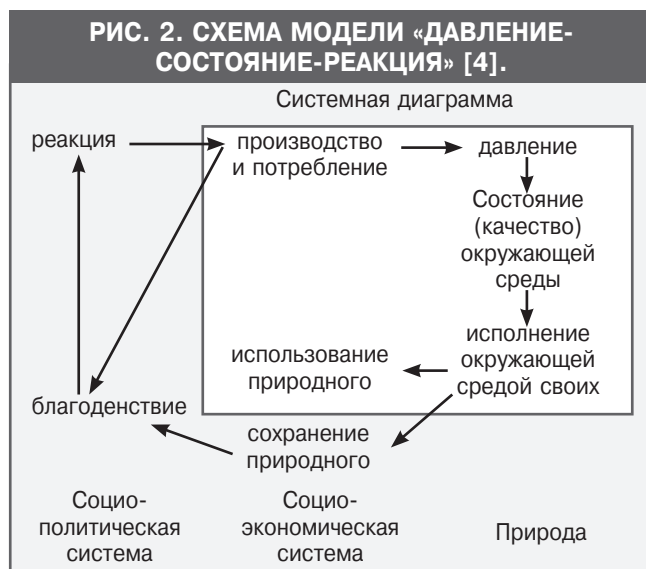 РИС. 2. СХЕМА МОДЕЛИ «ДАВЛЕНИЕ-
СОСТОЯНИЕ-РЕАКЦИЯ» [4].
Системная диаграмма
реакция
производство
и потребление
давление
Состояние
(качество)
окружающей
среды
исполнение
окружающей
средой своих
использование
природного
благоденствие
сохранение
природного
Социо-
политическая
система
Социо-
экономическая
система
Природа